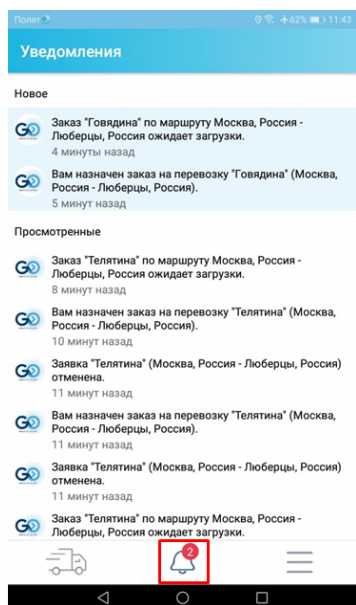 Полет
62% 11:43
Уведомления
Новое
Заказ "Говядина" по маршруту Москва, Россия -
Люберцы, Россия ожидает загрузки.
4 минуты назад
Вам назначен заказ на перевозку "Говядина" (Москва,
Россия - Люберцы, Россия).
5 минут назад
Просмотренные
Заказ "Телятина" по маршруту Москва, Россия -
Люберцы, Россия ожидает загрузки.
8 минут назад
Вам назначен заказ на перевозку "Телятина" (Москва,
Россия - Люберцы, Россия).
10 минут назад
Заявка "Телятина" (Москва, Россия - Люберцы, Россия)
отменена.
11 минут назад
Вам назначен заказ на перевозку "Телятина" (Москва,
Россия - Люберцы, Россия).
11 минут назад
Заявка "Телятина" (Москва, Россия - Люберцы, Россия)
отменена.
11 минут назад
Заказ "Телятина" по маршруту Москва, Россия -
Люберцы, Россия ожидает загрузки.
2